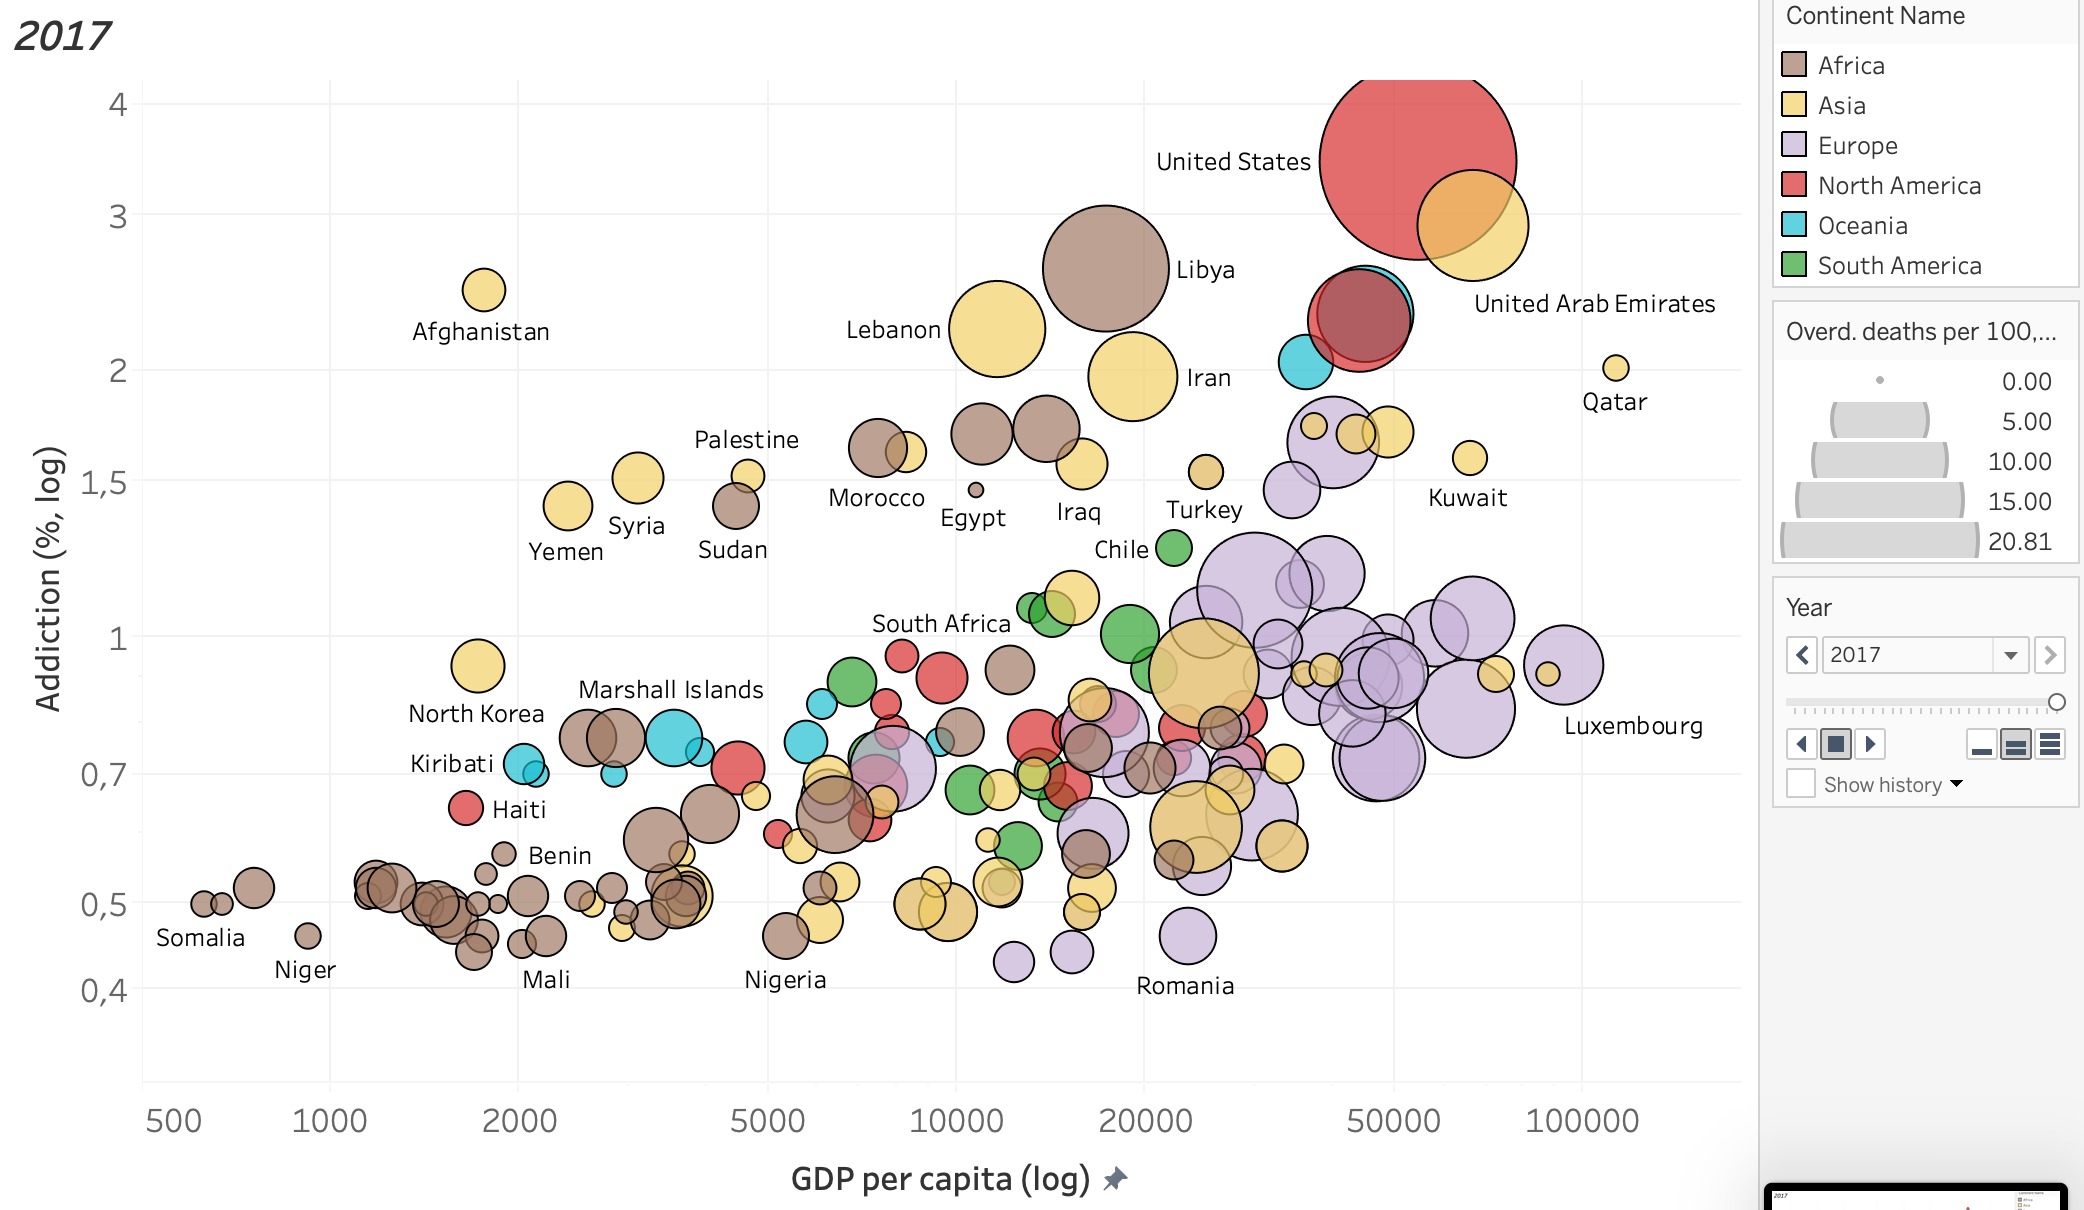 2017
Continent Name
Africa
Asia
Europe
North America
Oceania
South America
Overd. deaths per 100,...
0.00
5.00
10.00
15.00
20.81
Year
2017
Show history
Addiction (%, log)
4
3
2
1,5
1
0,7
0,5
0,4
United States
Libya
Afghanistan
Lebanon
United Arab Emirates
Iran
Qatar
Palestine
Morocco
Egypt
Iraq
Turkey
Kuwait
Syria
Yemen
Sudan
Chile
South Africa
Marshall Islands
North Korea
Luxembourg
Kiribati
Haiti
Benin
Somalia
Niger
Mali
Nigeria
Romania
500 1000 2000 5000 10000 20000 50000 100000
GDP per capita (log)